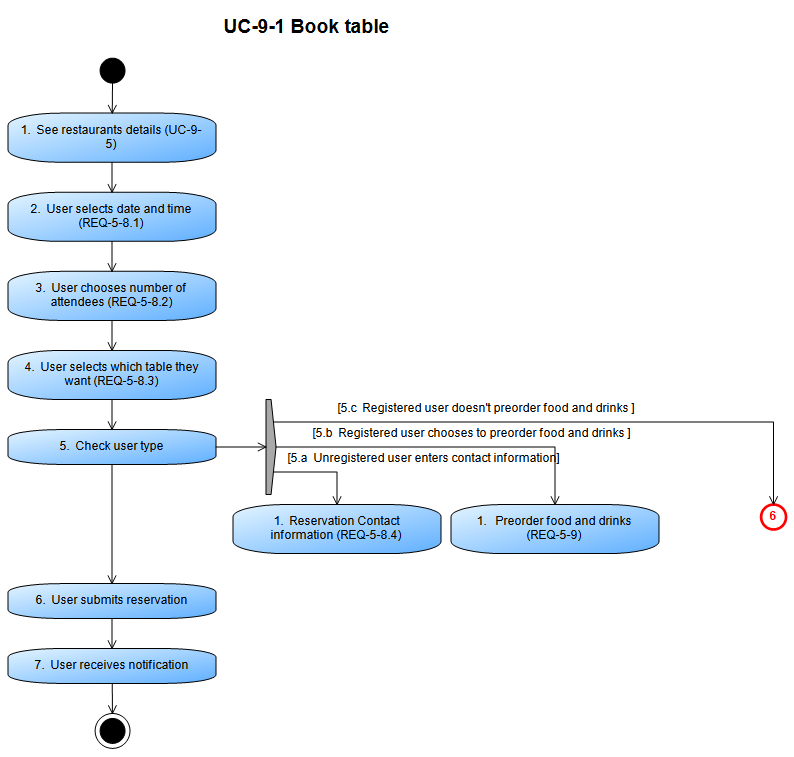 UC-9-1 Book table
1. See restaurants details (UC-9-
5)
2. User selects date and time
(REQ-5-8.1)
3. User chooses number of
attendees (REQ-5-8.2)
4. User selects which table they
want (REQ-5-8.3)
5. Check user type
[5.c Registered user doesn't preorder food and drinks ]
[5.b Registered user chooses to preorder food and drinks ]
[5.a Unregistered user enters contact information]
1. Reservation Contact
information (REQ-5-8.4)
1. Preorder food and drinks
(REQ-5-9)
6
6. User submits reservation
7. User receives notification